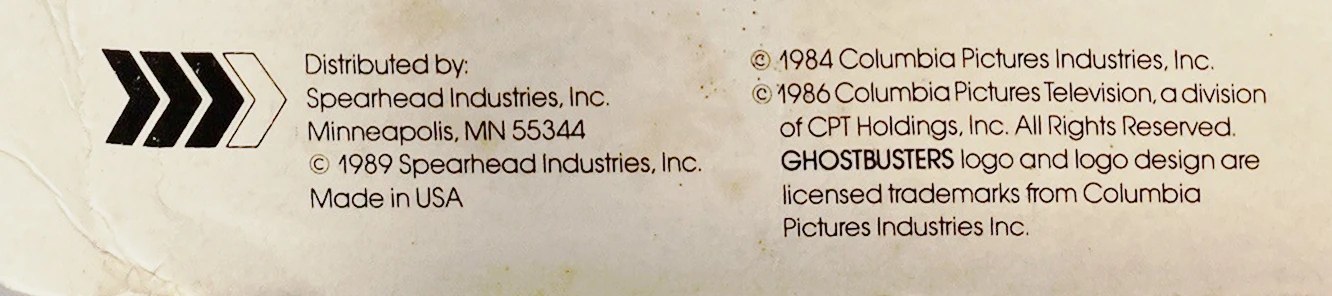 Distributed by:
Spearhead Industries, Inc.
Minneapolis, MN 55344
© 1989 Spearhead Industries, Inc.
Made in USA
© 1984 Columbia Pictures Industries, Inc.
© 1986 Columbia Pictures Television, a division
of CPT Holdings, Inc. All Rights Reserved.
GHOSTBUSTERS logo and logo design are
licensed trademarks from Columbia
Pictures Industries Inc.